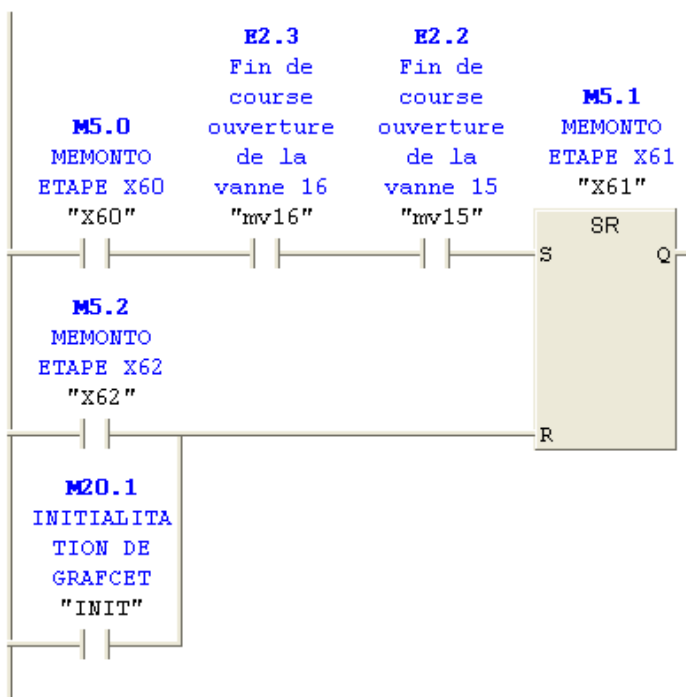 E2.3
Fin de
course
ouverture
de la
vanne 16
"mv16"
E2.2
Fin de
course
ouverture
de la
vanne 15
"mv15"
M5.0
MEMONTO
ETAPE X60
"X60"
M5.1
MEMONTO
ETAPE X61
"X61"
SR
S
Q
M5.2
MEMONTO
ETAPE X62
"X62"
R
M20.1
INITIALITA
TION DE
GRAFCET
"INIT"